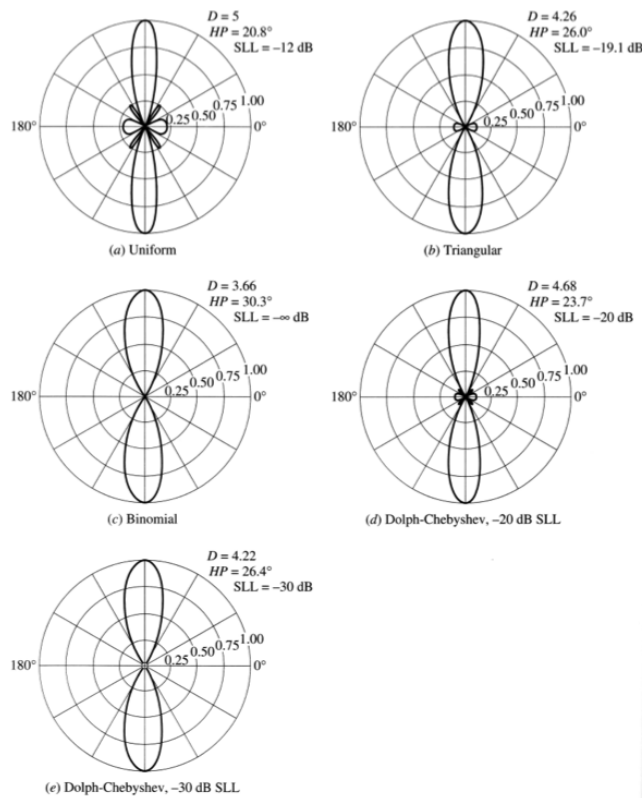 D = 5
HP = 20.8°
SLL = –12 dB
180°
0.25 0.50 0.75 1.00
0°
(a) Uniform
D = 4.26
HP = 26.0°
SLL = –19.1 dB
180°
0.25 0.50 0.75 1.00
0°
(b) Triangular
D = 3.66
HP = 30.3°
SLL = –∞ dB
180°
0.25 0.50 0.75 1.00
0°
(c) Binomial
D = 4.68
HP = 23.7°
SLL = –20 dB
180°
0.25 0.50 0.75 1.00
0°
(d) Dolph-Chebyshev, –20 dB SLL
D = 4.22
HP = 26.4°
SLL = –30 dB
180°
0.25 0.50 0.75 1.00
0°
(e) Dolph-Chebyshev, –30 dB SLL